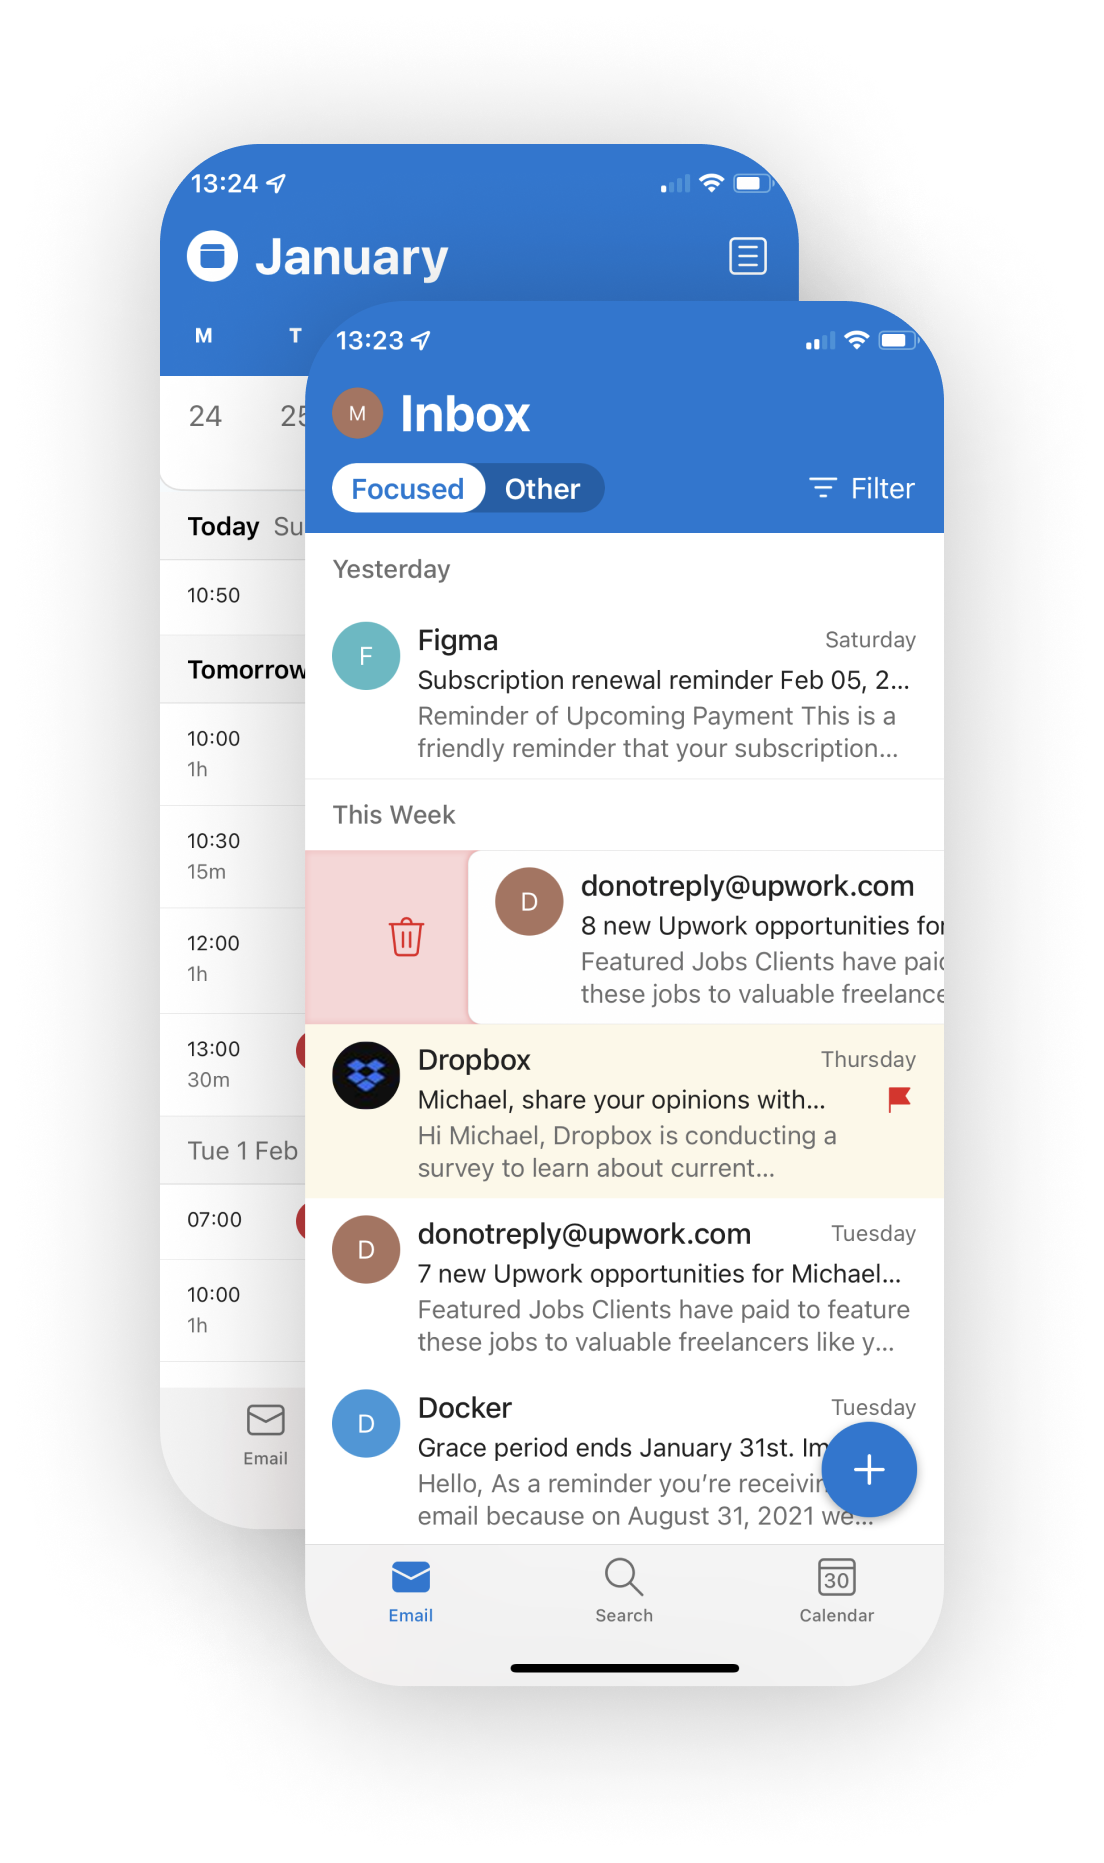 13:24
January
M T
24 25
Today Su
10:50
Tomorrow
10:00
1h
10:30
15m
12:00
1h
13:00
30m
Tue 1 Feb
07:00
10:00
1h
Email
13:23
M
Inbox
Focused Other Filter
Yesterday
F
Figma Saturday
Subscription renewal reminder Feb 05, 2...
Reminder of Upcoming Payment This is a
friendly reminder that your subscription...
This Week
D
donotreply@upwork.com
8 new Upwork opportunities for
Featured Jobs Clients have paid
these jobs to valuable freelance
Dropbox Thursday
Michael, share your opinions with...
Hi Michael, Dropbox is conducting a
survey to learn about current...
D
donotreply@upwork.com Tuesday
7 new Upwork opportunities for Michael...
Featured Jobs Clients have paid to feature
these jobs to valuable freelancers like y...
D
Docker Tuesday
Grace period ends January 31st. Im
Hello, As a reminder you're receivin
email because on August 31, 2021 we...
30
Email Search Calendar